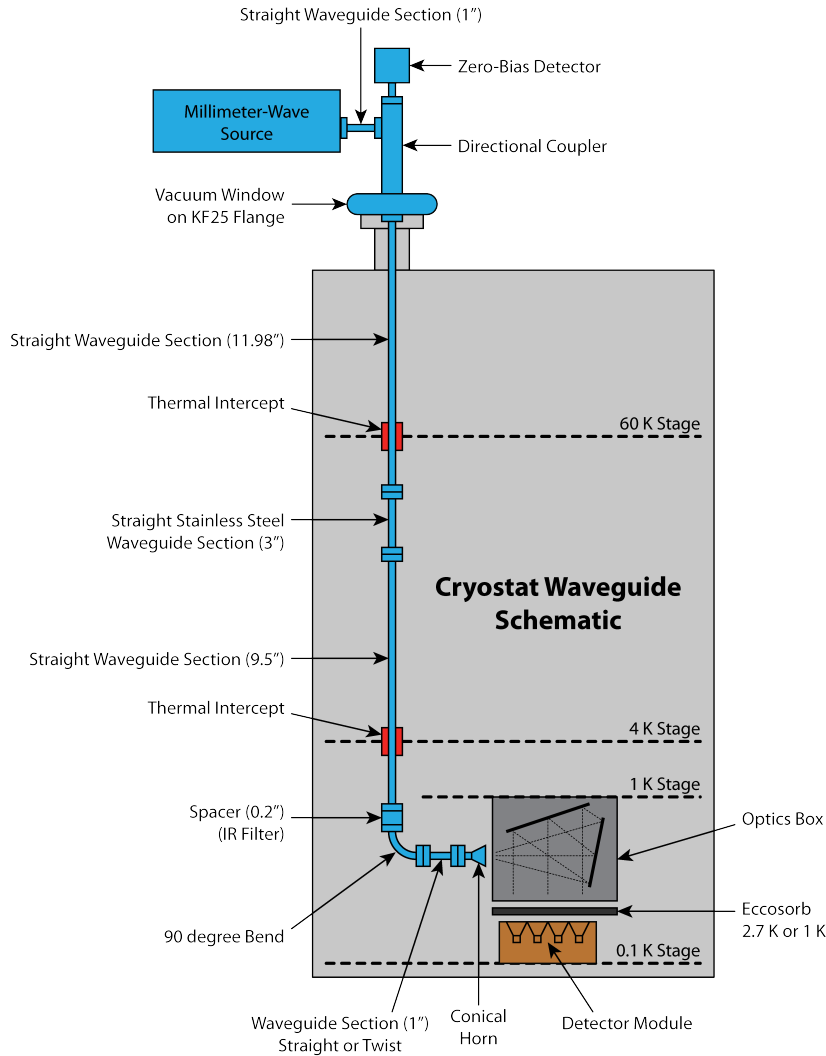 Straight Waveguide Section (1”)
Zero-Bias Detector
Millimeter-Wave
Source
Directional Coupler
Vacuum Window
on KF25 Flange
Straight Waveguide Section (11.98”)
Thermal Intercept
60 K Stage
Straight Stainless Steel
Waveguide Section (3”)
Cryostat Waveguide
Schematic
Straight Waveguide Section (9.5”)
Thermal Intercept
4 K Stage
1 K Stage
Spacer (0.2”)
(IR Filter)
Optics Box
90 degree Bend
Eccosorb
2.7 K or 1 K
0.1 K Stage
Waveguide Section (1”)
Straight or Twist
Conical
Horn
Detector Module